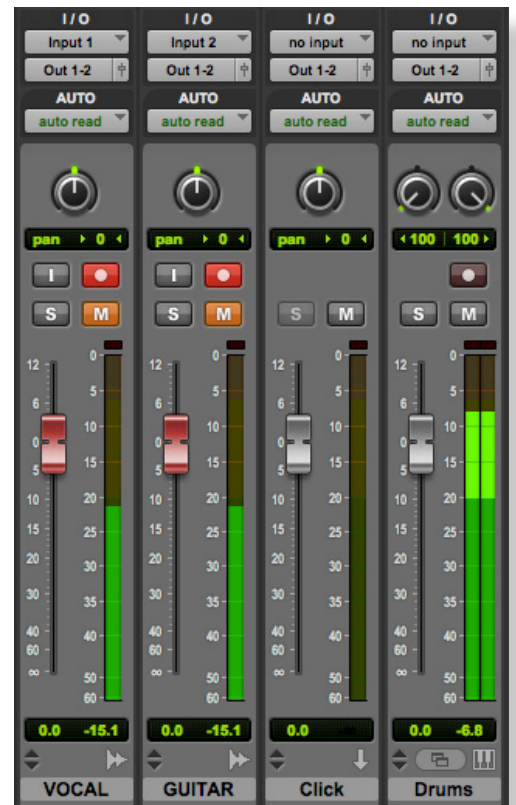 I / O I / O I / O I / O
Input 1 Input 2 no input no input
Out 1-2 Out 1-2 Out 1-2 Out 1-2
AUTO AUTO AUTO AUTO
auto read auto read auto read auto read
pan 0 pan 0 pan 0 100 100
I I
S M S M S M S M
12 0 12 0 12 0 12 0
5 5 5 5
6 6 6 6
0 10 0 10 0 10 0 10
5 15 5 15 5 15 5 15
10 20 10 20 10 20 10 20
15 25 15 25 15 25 15 25
20 30 20 30 20 30 20 30
30 35 30 35 30 35 30 35
40 40 40 40 40 40 40 40
60 60 60 60
∞ 50 ∞ 50 ∞ 50 ∞ 50
60 60 60 60
0.0 -15.1 0.0 -15.1 0.0 0.0 -6.8
VOCAL GUITAR Click Drums